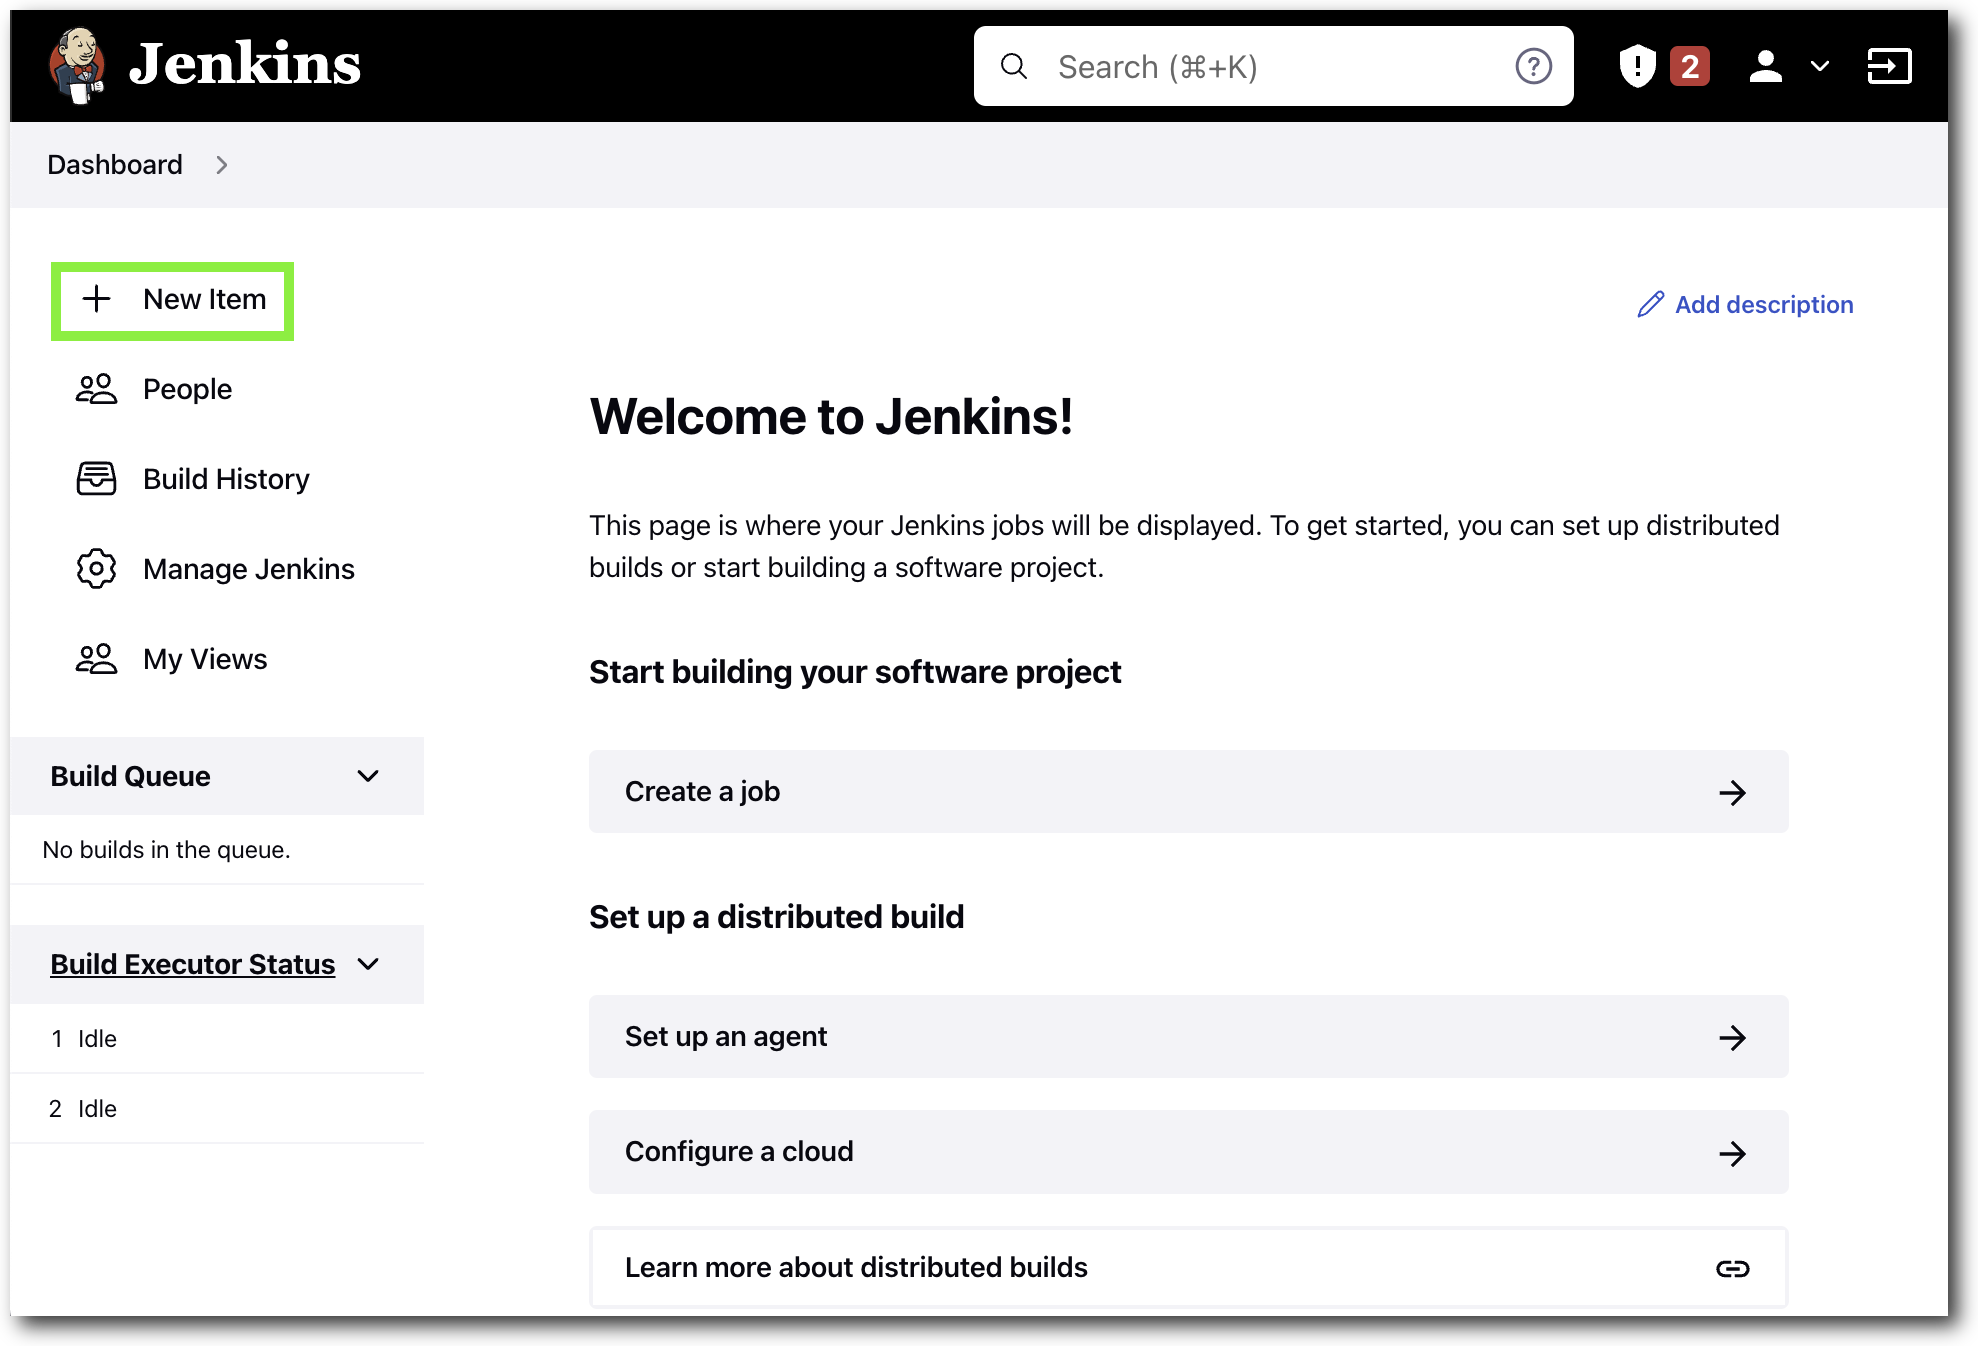 Jenkins
Search (⌘+K)
2
Dashboard
New Item
People
Build History
Manage Jenkins
My Views
Build Queue
No builds in the queue.
Build Executor Status
1 Idle
2 Idle
Add description
Welcome to Jenkins!
This page is where your Jenkins jobs will be displayed. To get started, you can set up distributed
builds or start building a software project.
Start building your software project
Create a job
Set up a distributed build
Set up an agent
Configure a cloud
Learn more about distributed builds